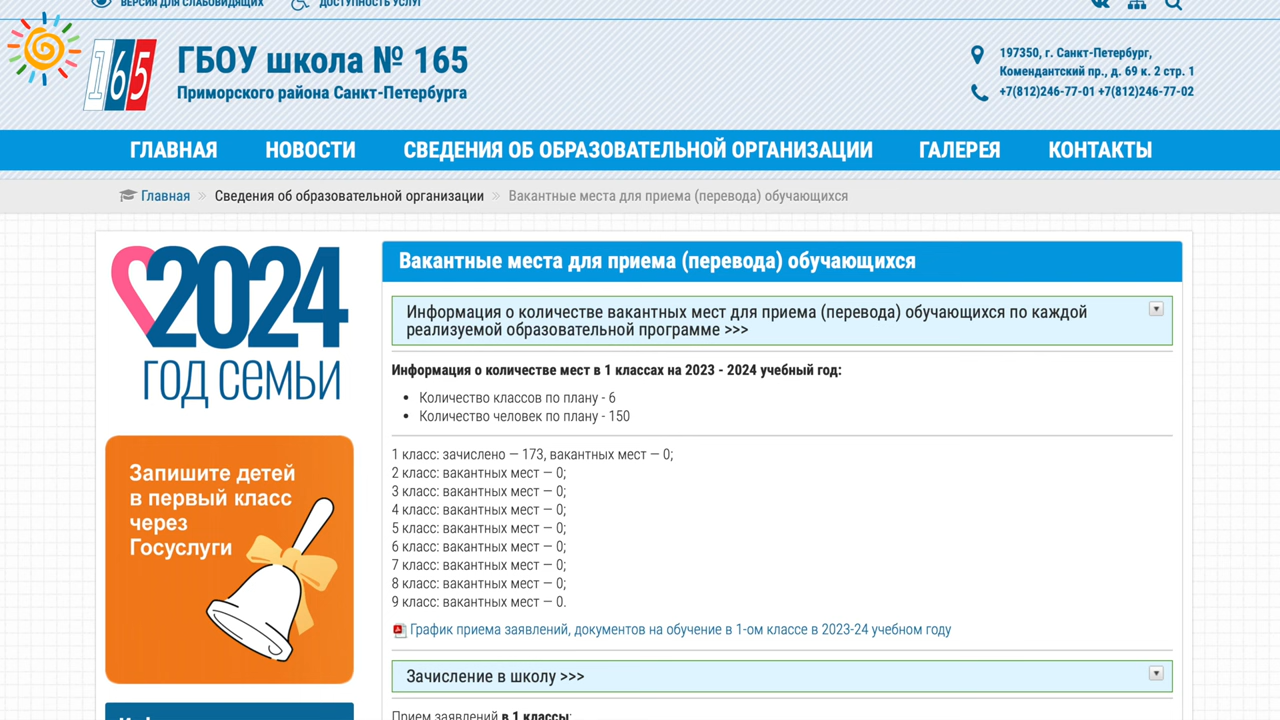 ВЕРСИЯ ДЛЯ СЛАБОВИДЯЩИХ ДОСТУПНОСТЬ УСЛУГ
165
ГБОУ школа № 165
Приморского района Санкт-Петербурга
197350, г. Санкт-Петербург,
Комендантский пр., д. 69 к. 2 стр. 1
+7(812)246-77-01 +7(812)246-77-02
ГЛАВНАЯ НОВОСТИ СВЕДЕНИЯ ОБ ОБРАЗОВАТЕЛЬНОЙ ОРГАНИЗАЦИИ ГАЛЕРЕЯ КОНТАКТЫ
Главная » Сведения об образовательной организации » Вакантные места для приема (перевода) обучающихся
2024
ГОД СЕМЬИ
Запишите детей
в первый класс
через
Госуслуги
Вакантные места для приема (перевода) обучающихся
Информация о количестве вакантных мест для приема (перевода) обучающихся по каждой
реализуемой образовательной программе >>>
Информация о количестве мест в 1 классах на 2023 - 2024 учебный год:
• Количество классов по плану - 6
• Количество человек по плану - 150
1 класс: зачислено — 173, вакантных мест — 0;
2 класс: вакантных мест — 0;
3 класс: вакантных мест — 0;
4 класс: вакантных мест — 0;
5 класс: вакантных мест — 0;
6 класс: вакантных мест — 0;
7 класс: вакантных мест — 0;
8 класс: вакантных мест — 0;
9 класс: вакантных мест — 0.
График приема заявлений, документов на обучение в 1-ом классе в 2023-24 учебном году
Зачисление в школу >>>
Прием заявлений в 1 классы: